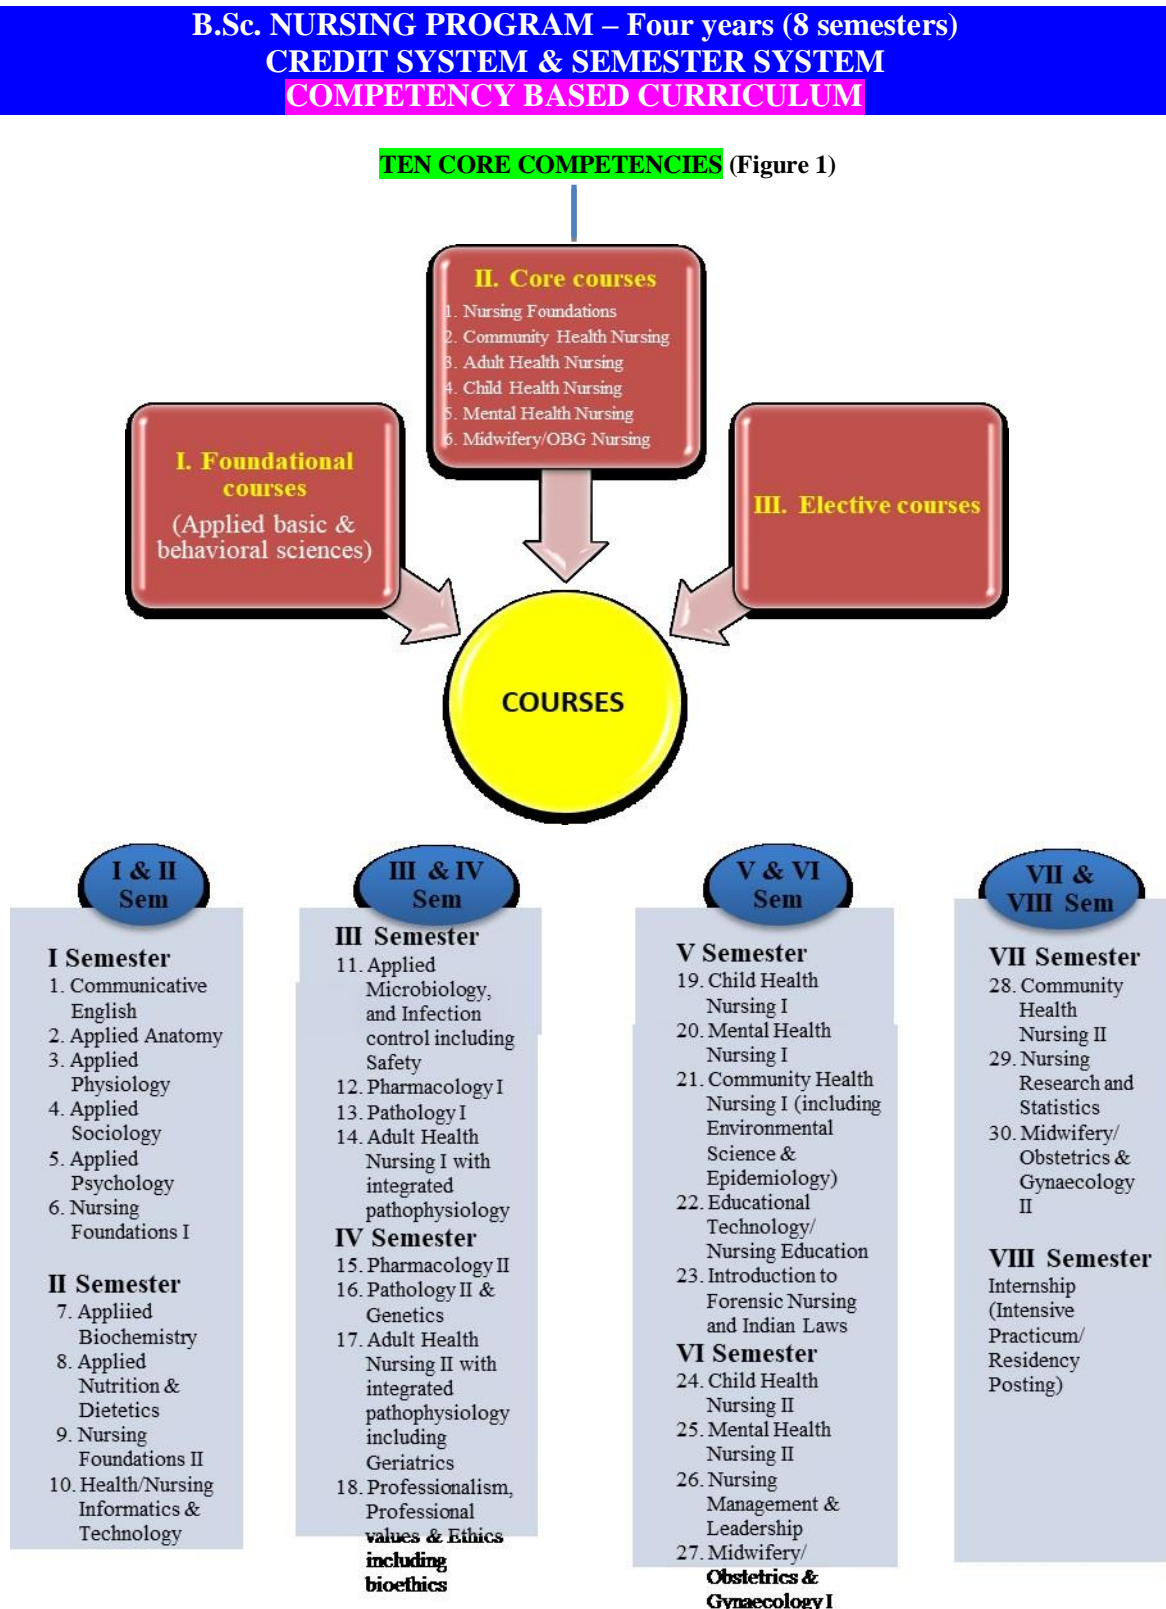 B.Sc. NURSING PROGRAM – Four years (8 semesters)
CREDIT SYSTEM & SEMESTER SYSTEM
COMPETENCY BASED CURRICULUM
TEN CORE COMPETENCIES (Figure 1)
II. Core courses
1. Nursing Foundations
2. Community Health Nursing
3. Adult Health Nursing
4. Child Health Nursing
5. Mental Health Nursing
6. Midwifery/OBG Nursing
I. Foundational
courses
(Applied basic &
behavioral sciences)
III. Elective courses
COURSES
I & II
Sem
I Semester
1. Communicative
English
2. Applied Anatomy
3. Applied
Physiology
4. Applied
Sociology
5. Applied
Psychology
6. Nursing
Foundations I
II Semester
7. Appliied
Biochemistry
8. Applied
Nutrition &
Dietetics
9. Nursing
Foundations II
10. Health/Nursing
Informatics &
Technology
III & IV
Sem
III Semester
11. Applied
Microbiology,
and Infection
control including
Safety
12. Pharmacology I
13. Pathology I
14. Adult Health
Nursing I with
integrated
pathophysiology
IV Semester
15. Pharmacology II
16. Pathology II &
Genetics
17. Adult Health
Nursing II with
integrated
pathophysiology
including
Geriatrics
18. Professionalism,
Professional
values & Ethics
including
bioethics
V & VI
Sem
V Semester
19. Child Health
Nursing I
20. Mental Health
Nursing I
21. Community Health
Nursing I (including
Environmental
Science &
Epidemiology)
22. Educational
Technology/
Nursing Education
23. Introduction to
Forensic Nursing
and Indian Laws
VI Semester
24. Child Health
Nursing II
25. Mental Health
Nursing II
26. Nursing
Management &
Leadership
27. Midwifery/
Obstetrics &
Gynaecology I
VII &
VIII Sem
VII Semester
28. Community
Health
Nursing II
29. Nursing
Research and
Statistics
30. Midwifery/
Obstetrics &
Gynaecology
II
VIII Semester
Internship
(Intensive
Practicum/
Residency
Posting)